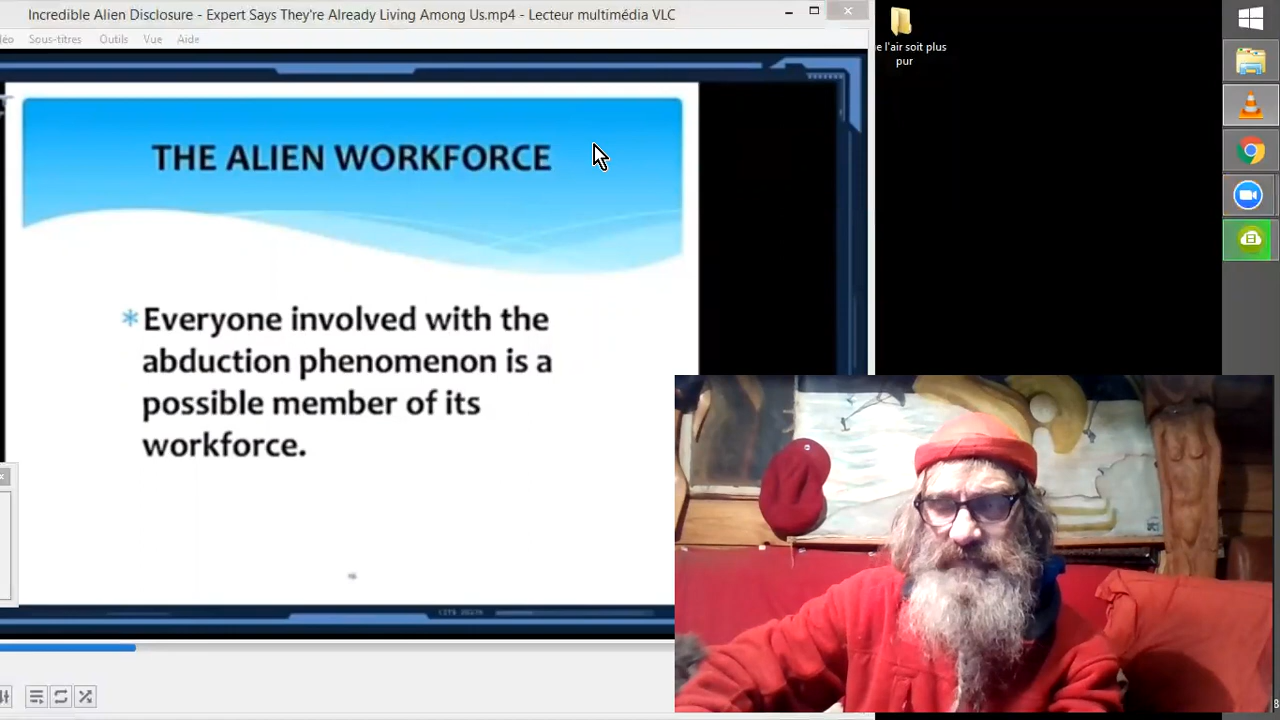 Incredible Alien Disclosure - Expert Says They're Already Living Among Us.mp4 - Lecteur multimédia VLC
déo Sous-titres Outils Vue Aide
e l'air soit plus
pur
THE ALIEN WORKFORCE
* Everyone involved with the
abduction phenomenon is a
possible member of its
workforce.